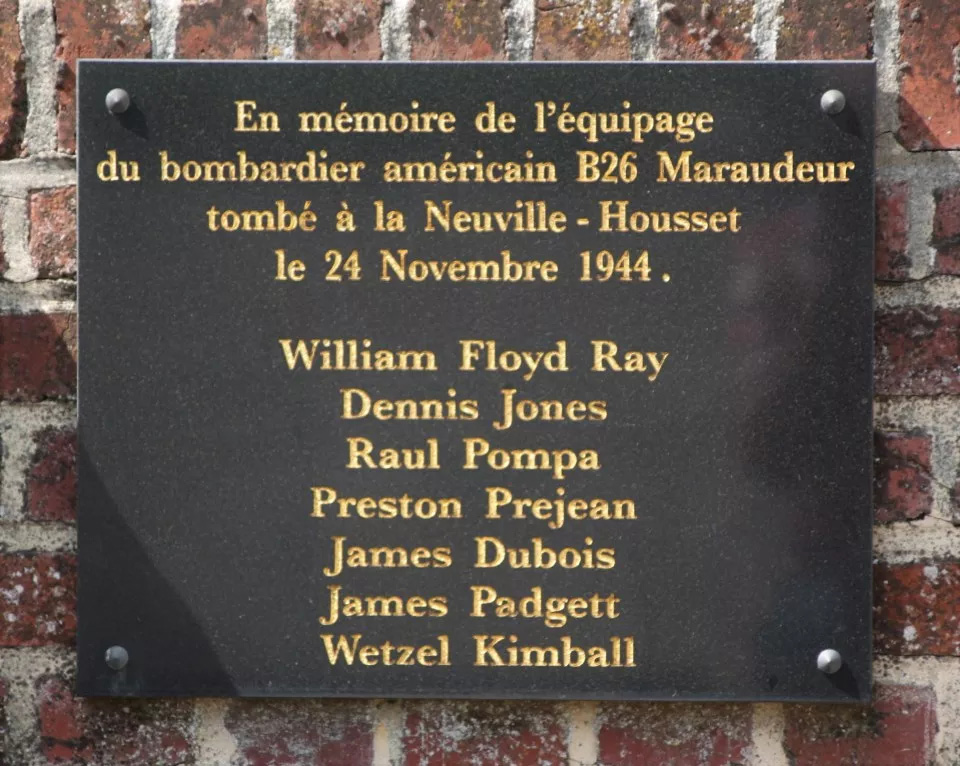 En mémoire de l'équipage
du bombardier américain B26 Maraudeur
tombé à la Neuville - Housset
le 24 Novembre 1944 .
William Floyd Ray
Dennis Jones
Raul Pompa
Preston Prejean
James Dubois
James Padgett
Wetzel Kimball